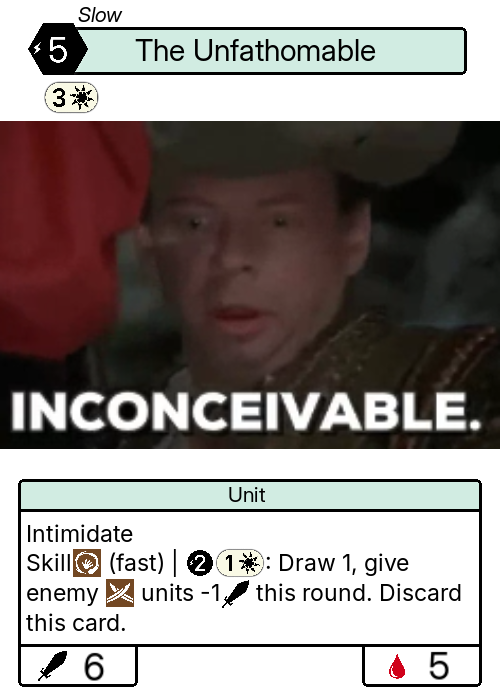 Slow
5 The Unfathomable
3
INCONCEIVABLE.
Unit
Intimidate
Skill (fast) | 2 1 : Draw 1, give
enemy units -1 this round. Discard
this card.
6 5